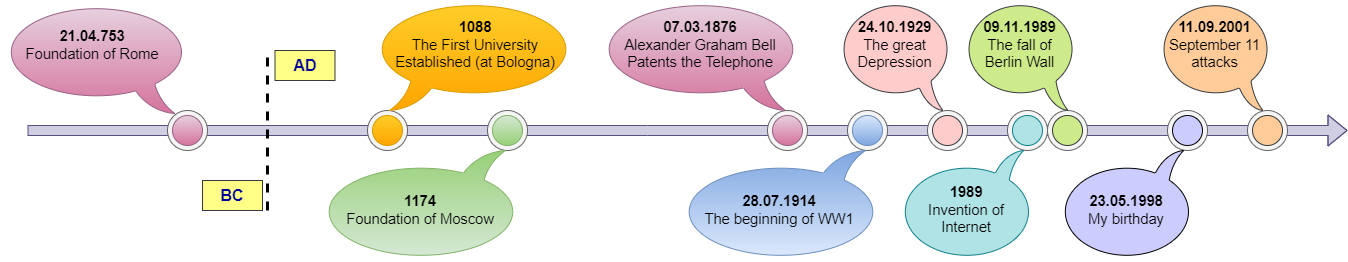 21.04.753
Foundation of Rome
AD
BC
1088
The First University
Established (at Bologna)
1174
Foundation of Moscow
07.03.1876
Alexander Graham Bell
Patents the Telephone
28.07.1914
The beginning of WW1
24.10.1929
The great
Depression
1989
Invention of
Internet
09.11.1989
The fall of
Berlin Wall
23.05.1998
My birthday
11.09.2001
September 11
attacks